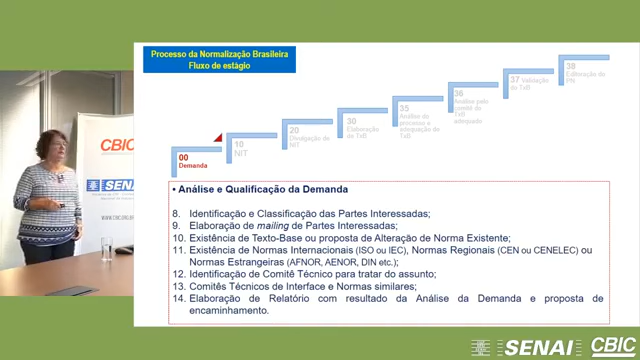 Processo da Normalização Brasileira
Fluxo de estágio
00
Demanda
10
NIT
20
Divulgação do NIT
30
Elaboração de TxB
35
Análise do processo e adequação do TxB
36
Análise pelo comitê do TxB adequado
37 Validação do TxB
38
Editoração do PN
• Análise e Qualificação da Demanda
8. Identificação e Classificação das Partes Interessadas;
9. Elaboração de mailing de Partes Interessadas;
10. Existência de Texto-Base ou proposta de Alteração de Norma Existente;
11. Existência de Normas Internacionais (ISO ou IEC), Normas Regionais (CEN ou CENELEC) ou
Normas Estrangeiras (AFNOR, AENOR, DIN etc.);
12. Identificação de Comitê Técnico para tratar do assunto;
13. Comitês Técnicos de Interface e Normas similares;
14. Elaboração de Relatório com resultado da Análise da Demanda e proposta de
encaminhamento.
CBIC
SENAI
SENAI
CBIC